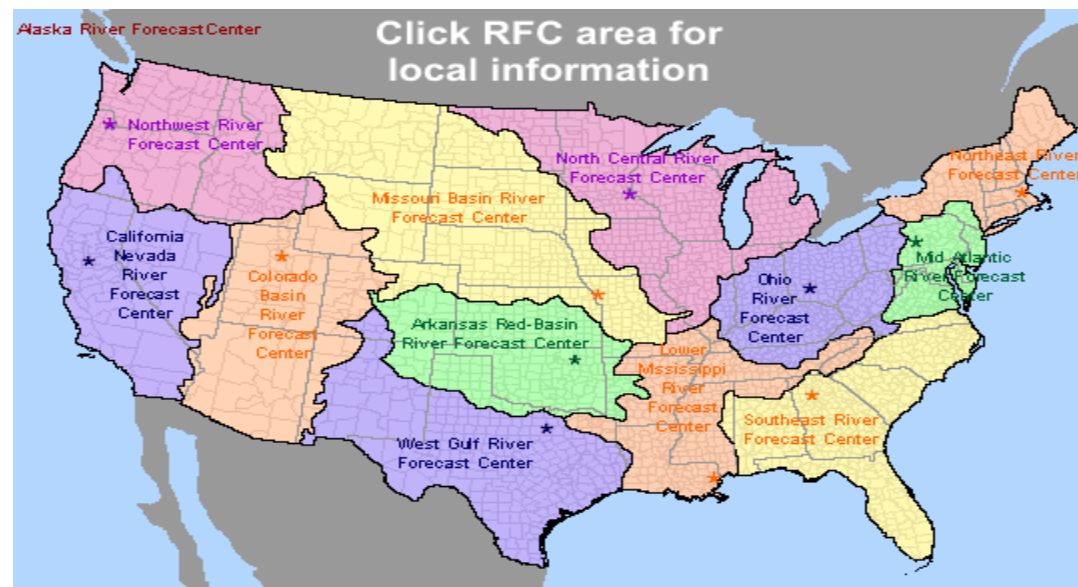 Alaska River Forecast Center
Click RFC area for
local information
Northwest River
Forecast Center
North Central River
Forecast Center
Northeast River
Forecast Center
Missouri Basin River
Forecast Center
California
Nevada
River
Forecast
Center
Colorado
Basin
River
Forecast
Center
Ohio
River
Forecast
Center
Mid-Atlantic
River Forecast
Center
Arkansas Red-Basin
River Forecast Center
Lower
Mssissippi
River
Forecast
Center
Southeast River
Forecast Center
West Gulf River
Forecast Center